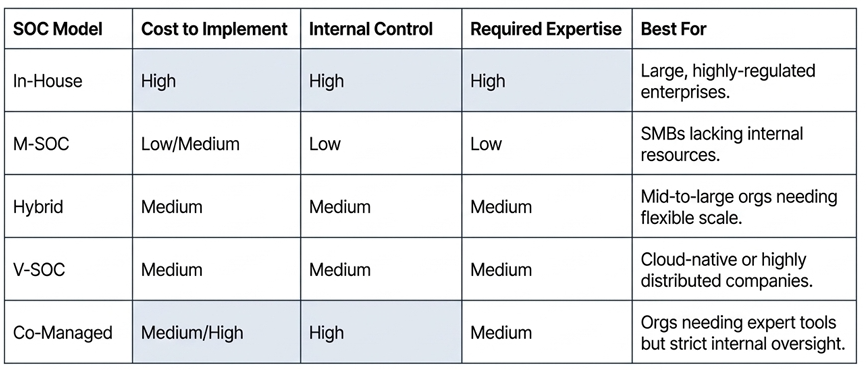 SOC Model Cost to Implement Internal Control Required Expertise Best For
In-House High High High Large, highly-regulated
enterprises.
M-SOC Low/Medium Low Low SMBs lacking internal
resources.
Hybrid Medium Medium Medium Mid-to-large orgs needing
flexible scale.
V-SOC Medium Medium Medium Cloud-native or highly
distributed companies.
Co-Managed Medium/High High Medium Orgs needing expert tools
but strict internal oversight.